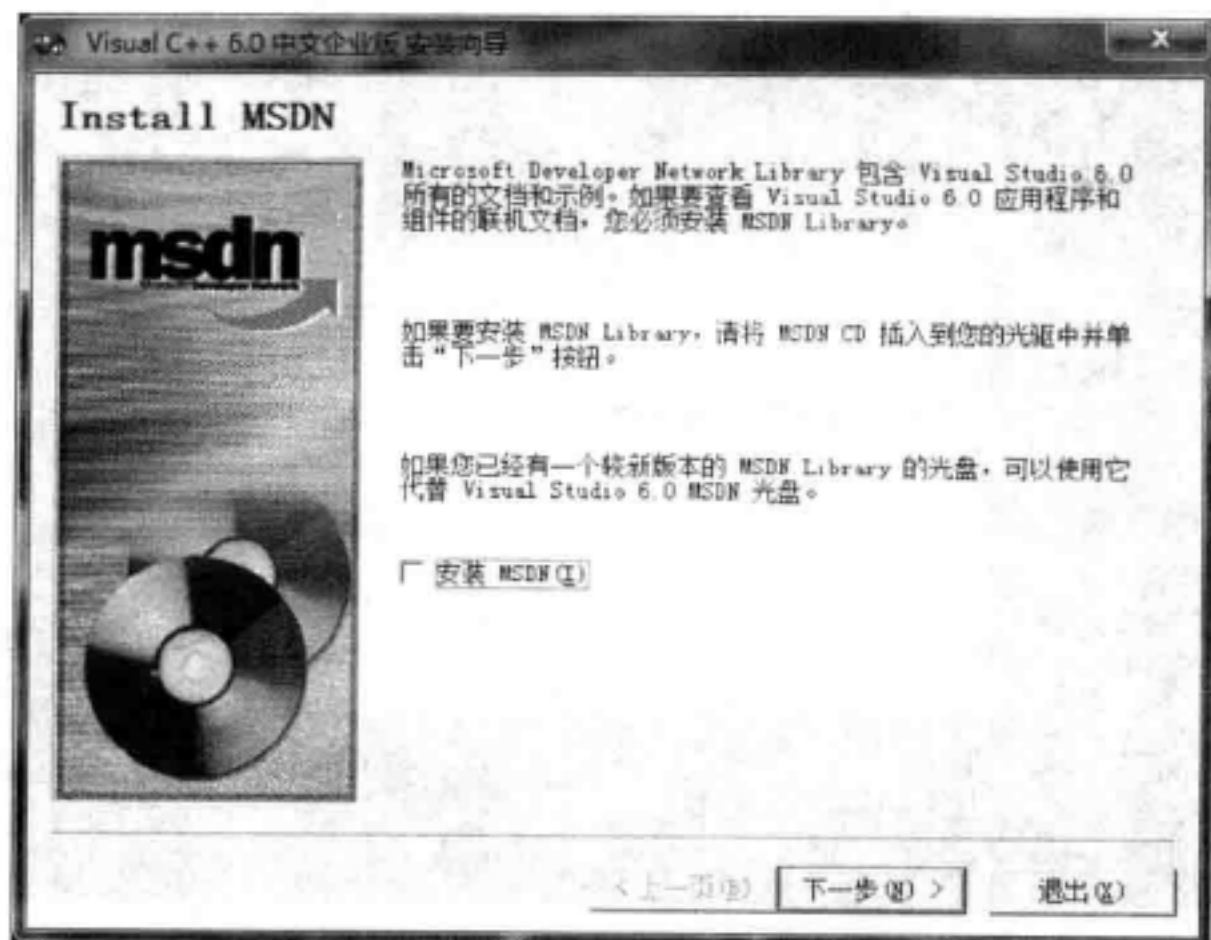 Visual C++ 6.0 中文企业版 安装向导
Install MSDN
msdn
Microsoft Developer Network Library 包含 Visual Studio 6.0
所有的文档和示例。如果要查看 Visual Studio 6.0 应用程序和
组件的联机文档，您必须安装 MSDN Library。
如果要安装 MSDN Library，请将 MSDN CD 插入到您的光驱中并单
击“下一步”按钮。
如果您已经有一个较新版本的 MSDN Library 的光盘，可以使用它
代替 Visual Studio 6.0 MSDN 光盘。
安装 MSDN(I)
< 上一页(B)
下一步(N) >
退出(X)